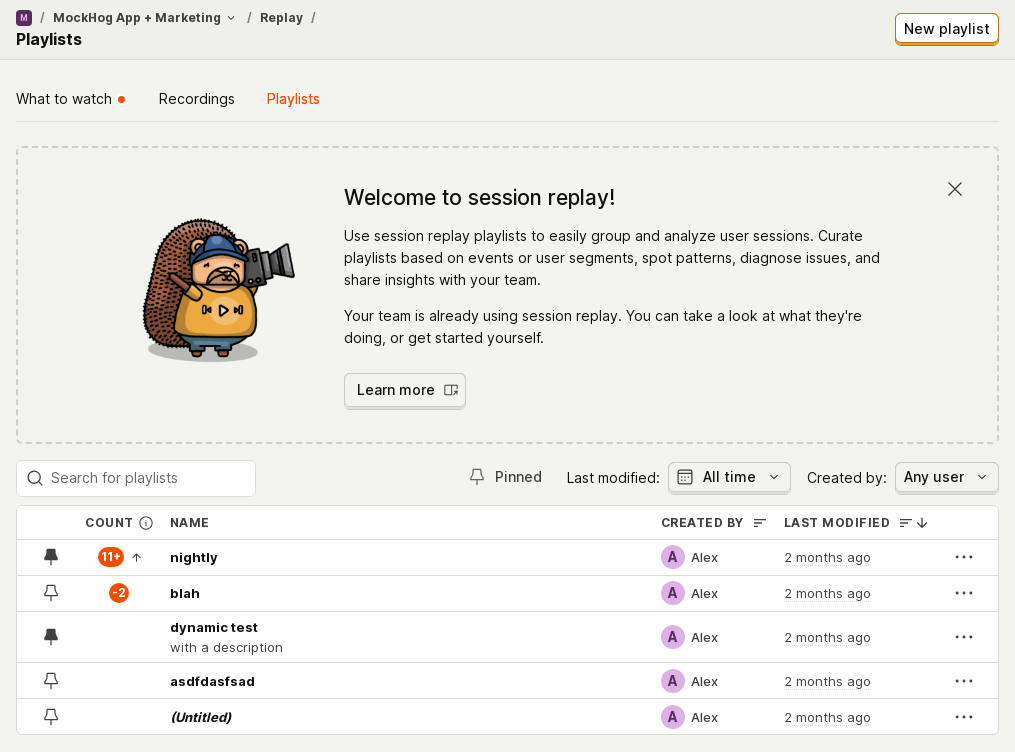 M / MockHog App + Marketing / Replay /
Playlists
New playlist
What to watch
Recordings
Playlists
Welcome to session replay!
Use session replay playlists to easily group and analyze user sessions. Curate
playlists based on events or user segments, spot patterns, diagnose issues, and
share insights with your team.
Your team is already using session replay. You can take a look at what they're
doing, or get started yourself.
Learn more
Search for playlists
Pinned
Last modified:
All time
Created by:
Any user
COUNT NAME CREATED BY LAST MODIFIED
11+ nightly A Alex 2 months ago
-2 blah A Alex 2 months ago
dynamic test
with a description
A Alex 2 months ago
asdfdasfsad A Alex 2 months ago
(Untitled) A Alex 2 months ago